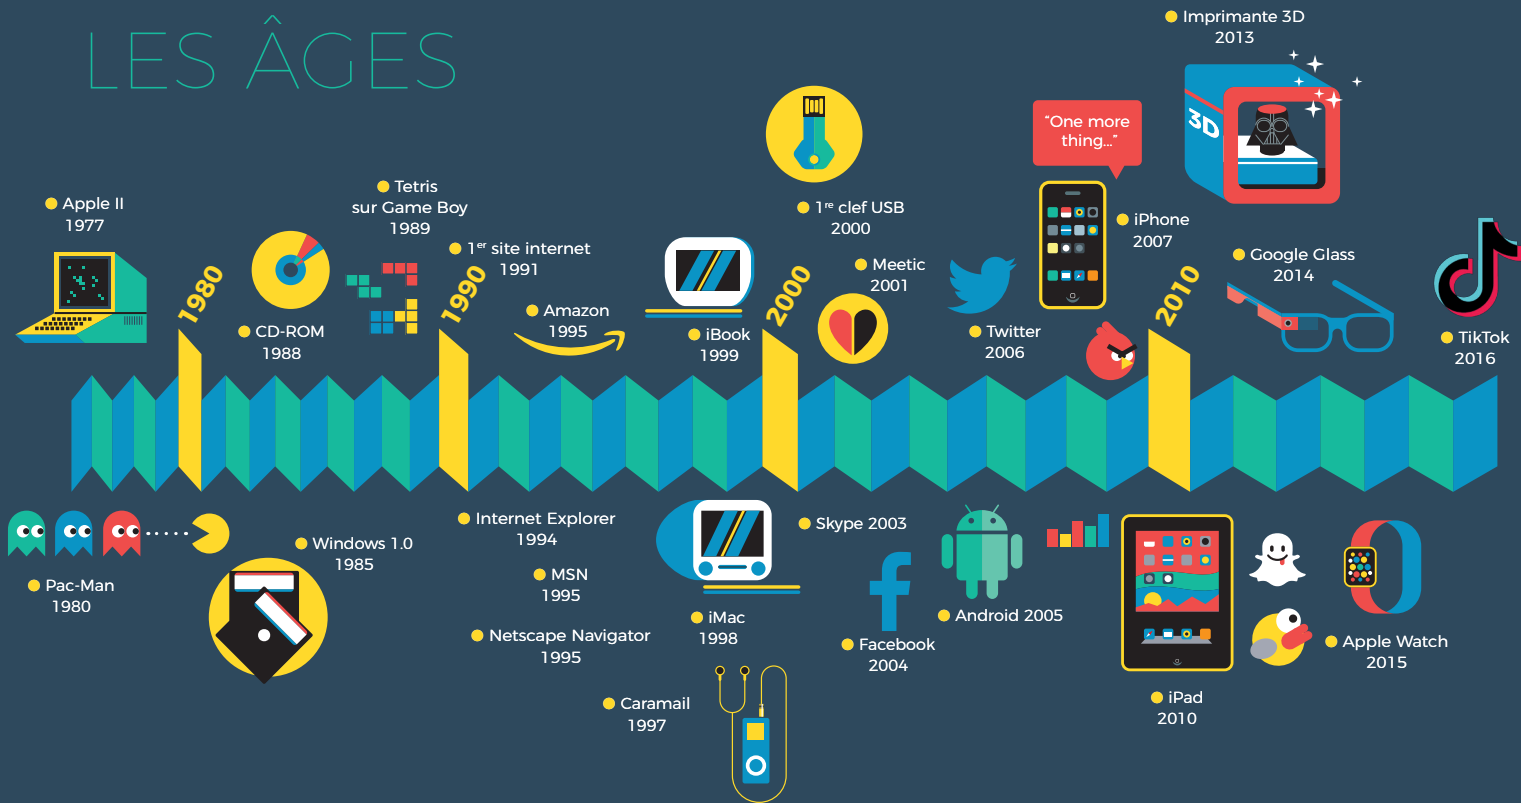 LES ÂGES
Imprimante 3D
2013
3D
"One more
thing..."
Apple II
1977
Tetris
sur Game Boy
1989
1980
CD-ROM
1988
1er site internet
1991
1990
Amazon
1995
iBook
1999
1re clef USB
2000
2000
Meetic
2001
Twitter
2006
iPhone
2007
2010
Google Glass
2014
TikTok
2016
Pac-Man
1980
Windows 1.0
1985
Internet Explorer
1994
MSN
1995
Netscape Navigator
1995
Caramail
1997
iMac
1998
Skype 2003
Facebook
2004
Android 2005
iPad
2010
Apple Watch
2015